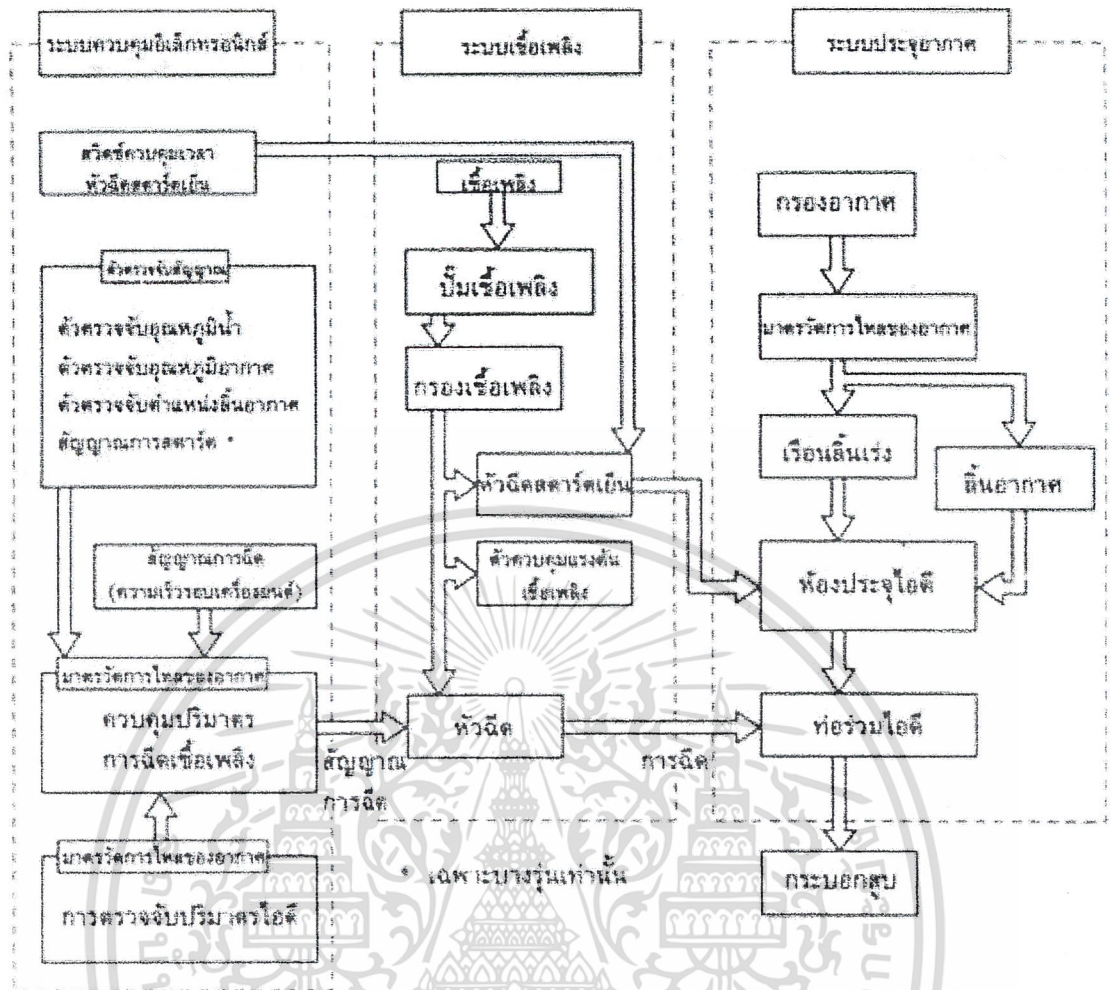 ระบบควบคุมอิเล็กทรอนิกส์
ระบบเชื้อเพลิง
ระบบประจุอากาศ
สวิตช์ควบคุมเวลา
หัวฉีดสตาร์ตเย็น
เชื้อเพลิง
กรองอากาศ
ตัวตรวจจับสัญญาณ
ตัวตรวจจับอุณหภูมิน้ำ
ตัวตรวจจับอุณหภูมิอากาศ
ตัวตรวจจับตำแหน่งลิ้นอากาศ
สัญญาณการสตาร์ต *
ปั๊มเชื้อเพลิง
มาตรวัดการไหลของอากาศ
กรองเชื้อเพลิง
เรือนลิ้นเร่ง
ลิ้นอากาศ
หัวฉีดสตาร์ตเย็น
สัญญาณการฉีด
(ความเร็วรอบเครื่องยนต์)
ตัวควบคุมแรงดัน
เชื้อเพลิง
ห้องประจุไอดี
มาตรวัดการไหลของอากาศ
ควบคุมปริมาตร
การฉีดเชื้อเพลิง
สัญญาณ
การฉีด
หัวฉีด
การฉีด
ท่อร่วมไอดี
มาตรวัดการไหลของอากาศ
การตรวจจับปริมาตรไอดี
* เฉพาะบางรุ่นเท่านั้น
กระบอกสูบ